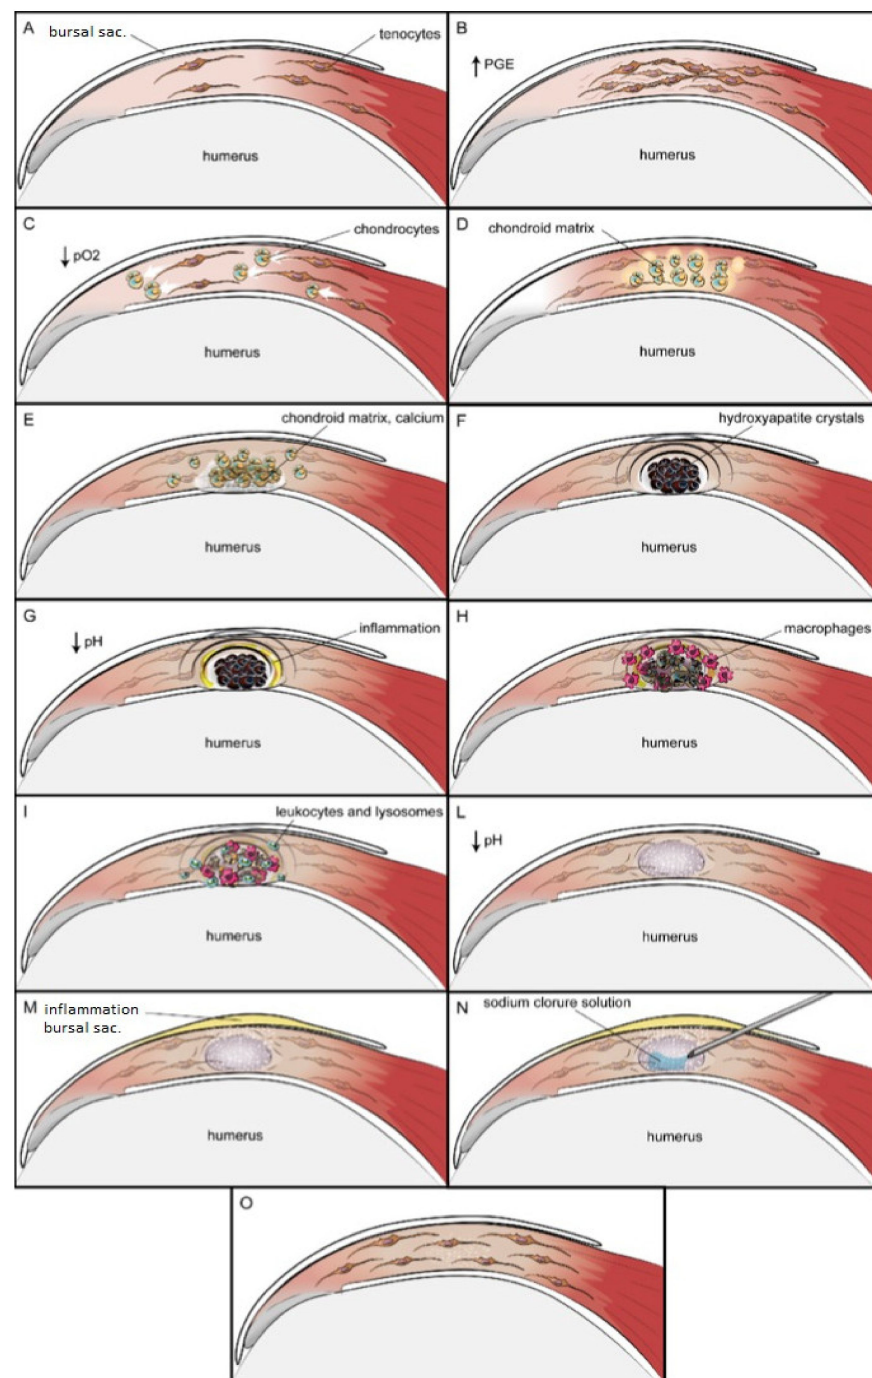 A
bursal sac.
tenocytes
humerus
B
↑ PGE
humerus
C
↓ pO2
chondrocytes
humerus
D
chondroid matrix
humerus
E
chondroid matrix, calcium
humerus
F
hydroxyapatite crystals
humerus
G
↓ pH
inflammation
humerus
H
macrophages
humerus
I
leukocytes and lysosomes
humerus
L
↓ pH
humerus
M
inflammation
bursal sac.
humerus
N
sodium clorure solution
humerus
O